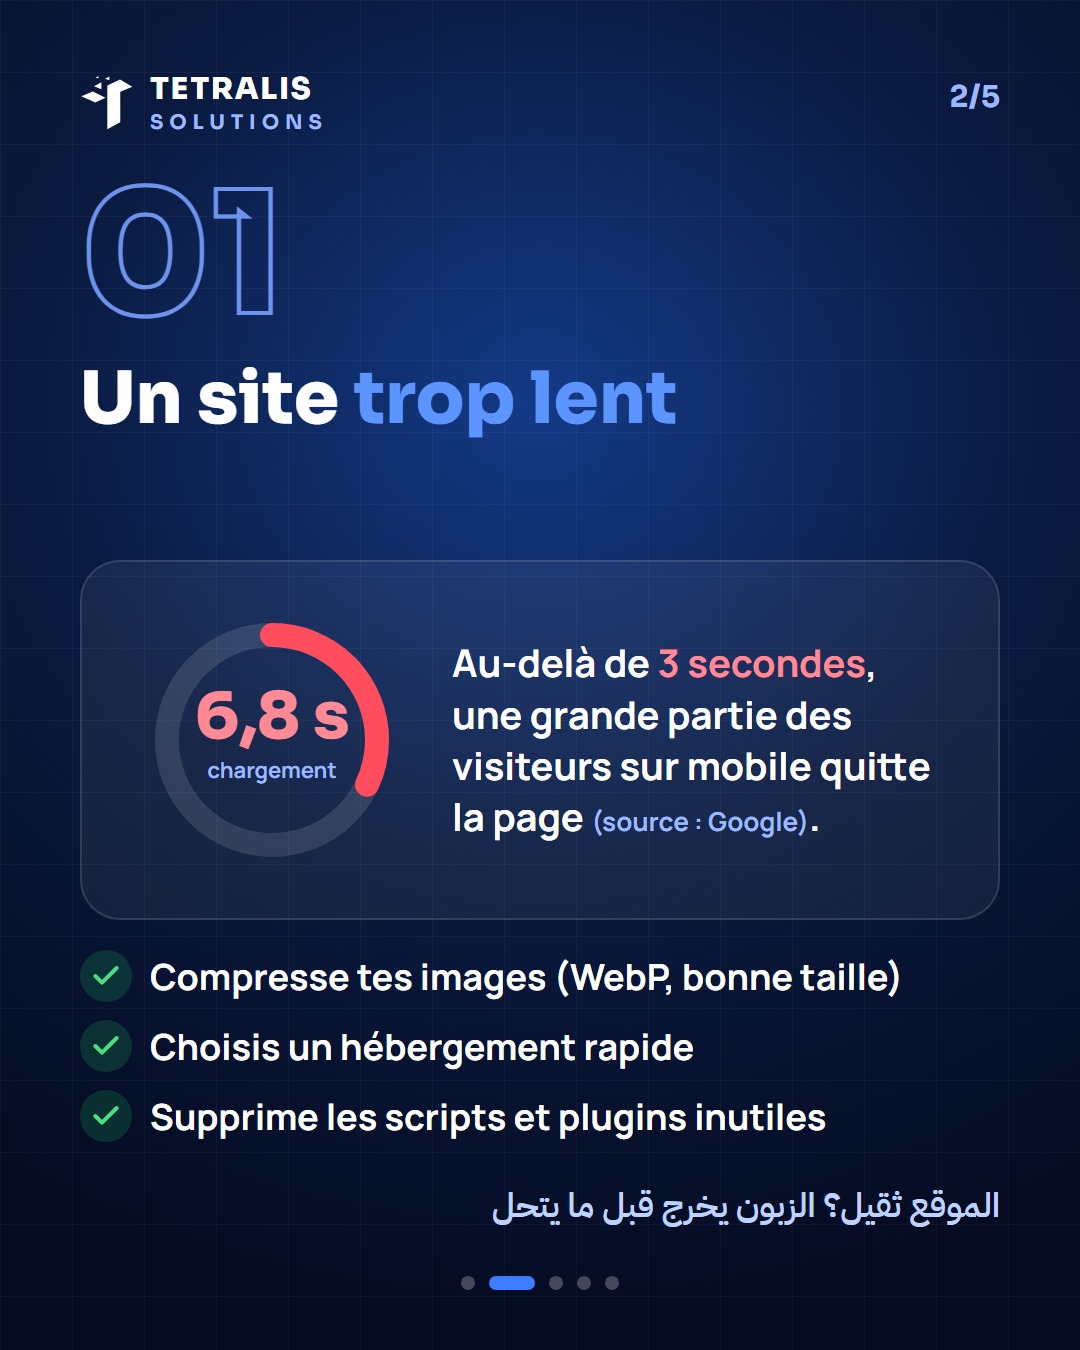 TETRALIS
SOLUTIONS
2/5
01
Un site trop lent
6,8 s
chargement
Au-delà de 3 secondes,
une grande partie des
visiteurs sur mobile quitte
la page (source : Google).
Compresse tes images (WebP, bonne taille)
Choisis un hébergement rapide
Supprime les scripts et plugins inutiles
الموقع ثقيل؟ الزبون يخرج قبل ما يتحل